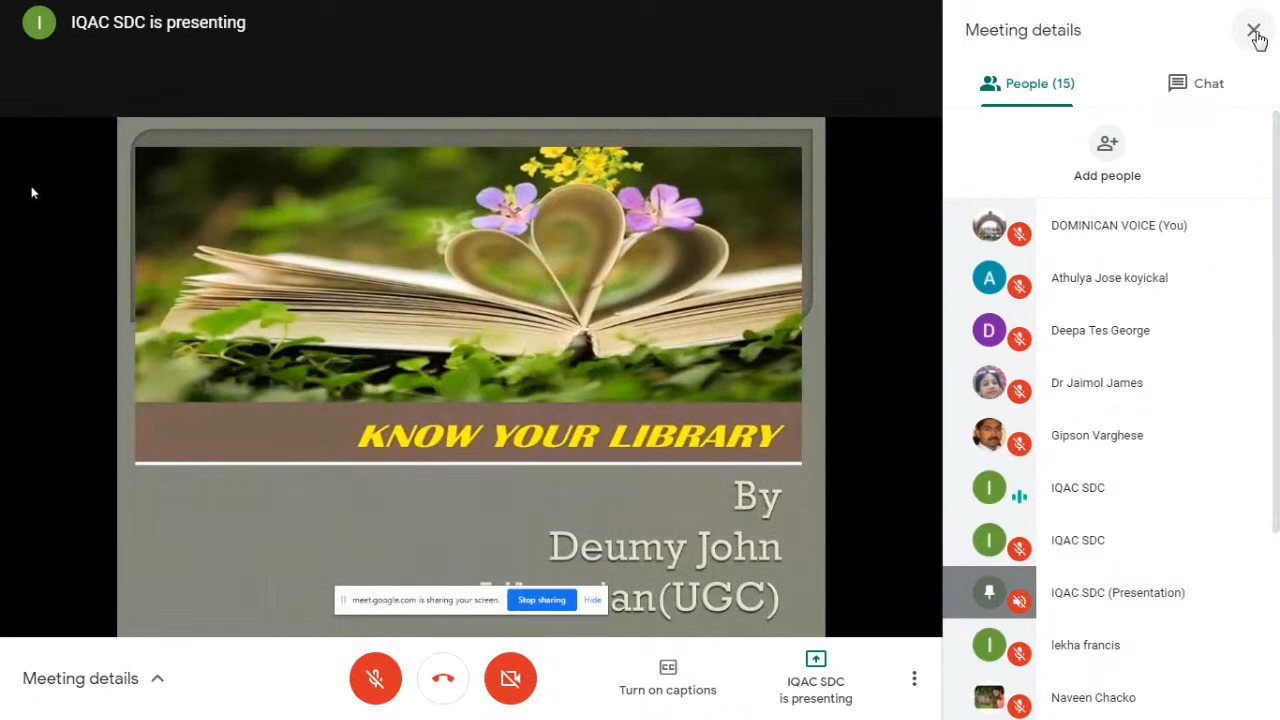 I
IQAC SDC is presenting
KNOW YOUR LIBRARY
By
Deumy John
an(UGC)
meet.google.com is sharing your screen.
Stop sharing
Hide
Meeting details
Turn on captions
IQAC SDC
is presenting
Meeting details
People (15)
Chat
Add people
DOMINICAN VOICE (You)
A
Athulya Jose koyickal
D
Deepa Tes George
Dr Jaimol James
Gipson Varghese
I
IQAC SDC
I
IQAC SDC
IQAC SDC (Presentation)
l
lekha francis
Naveen Chacko